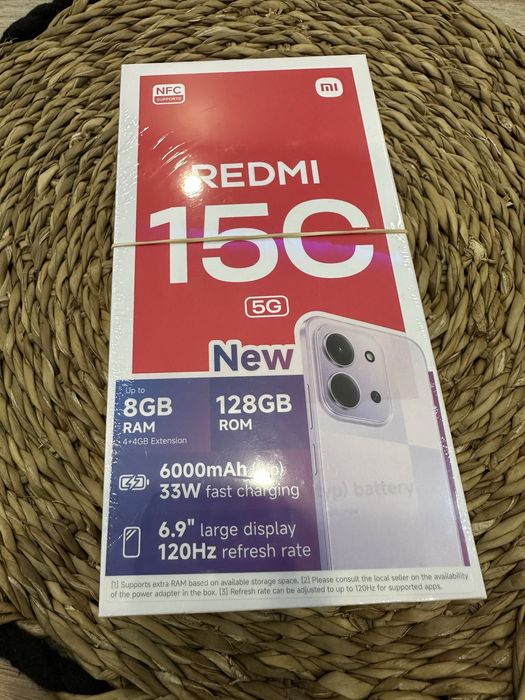 NFC
SUPPORTS
mi
REDMI
15C
5G
New
Up to
8GB
RAM
4+4GB Extension
128GB
ROM
6000mAh (typ) battery
33W fast charging
6.9" large display
120Hz refresh rate
[1] Supports extra RAM based on available storage space. [2] Please consult the local seller on the availability
of the power adapter in the box. [3] Refresh rate can be adjusted to up to 120Hz for supported apps.